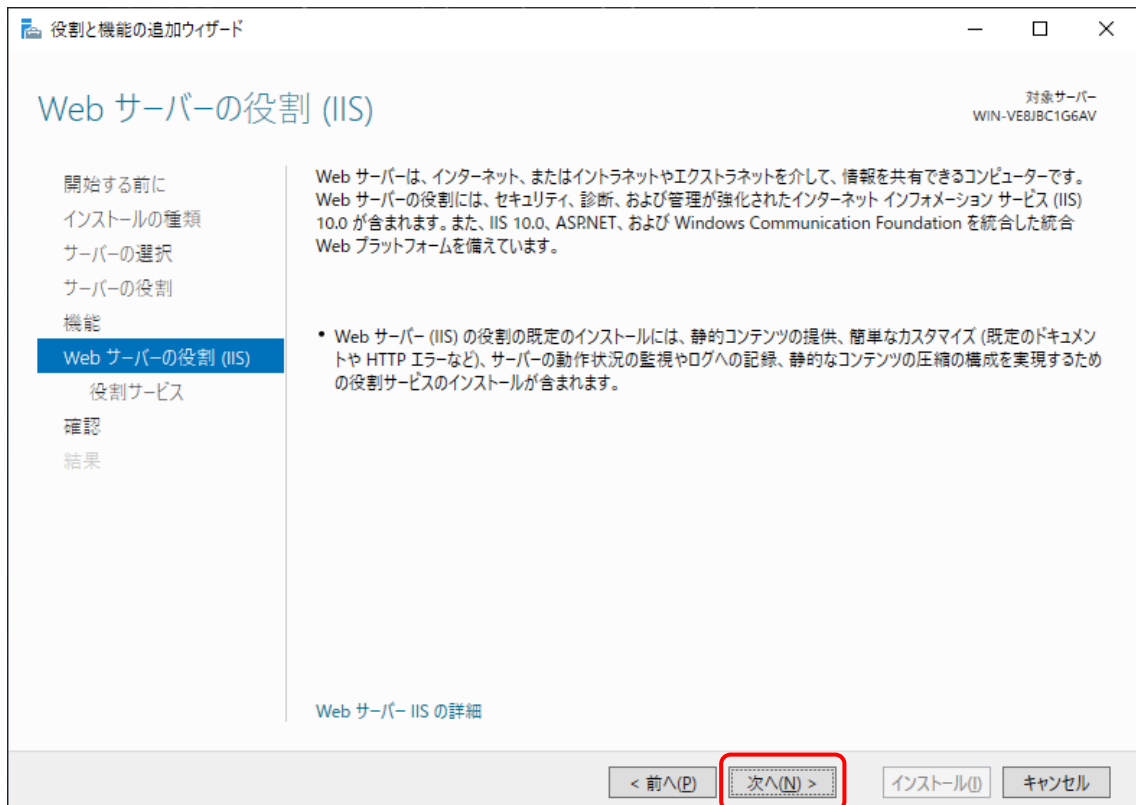 役割と機能の追加ウィザード
Web サーバーの役割 (IIS)
対象サーバー
WIN-VE8JBC1G6AV
開始する前に
インストールの種類
サーバーの選択
サーバーの役割
機能
Web サーバーの役割 (IIS)
役割サービス
確認
結果
Web サーバーは、インターネット、またはイントラネットやエクストラネットを介して、情報を共有できるコンピューターです。
Web サーバーの役割には、セキュリティ、診断、および管理が強化されたインターネット インフォメーション サービス (IIS)
10.0 が含まれます。また、IIS 10.0、ASP.NET、および Windows Communication Foundation を統合した統合
Web プラットフォームを備えています。
• Web サーバー (IIS) の役割の既定のインストールには、静的コンテンツの提供、簡単なカスタマイズ (既定のドキュメン
トや HTTP エラーなど)、サーバーの動作状況の監視やログへの記録、静的なコンテンツの圧縮の構成を実現するため
の役割サービスのインストールが含まれます。
Web サーバー IIS の詳細
< 前へ(P)
次へ(N) >
インストール(I)
キャンセル